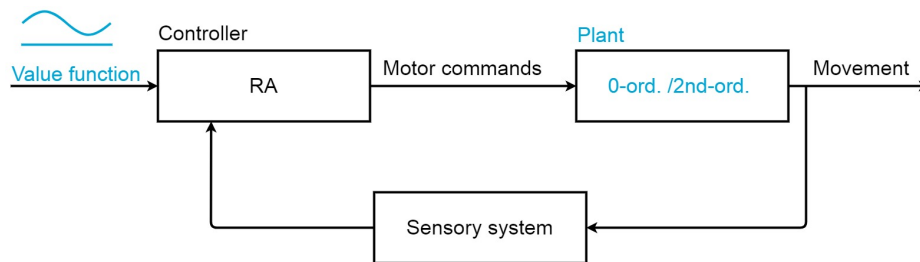 Controller
Plant
Value function
RA
Motor commands
0-ord. /2nd-ord.
Movement
Sensory system